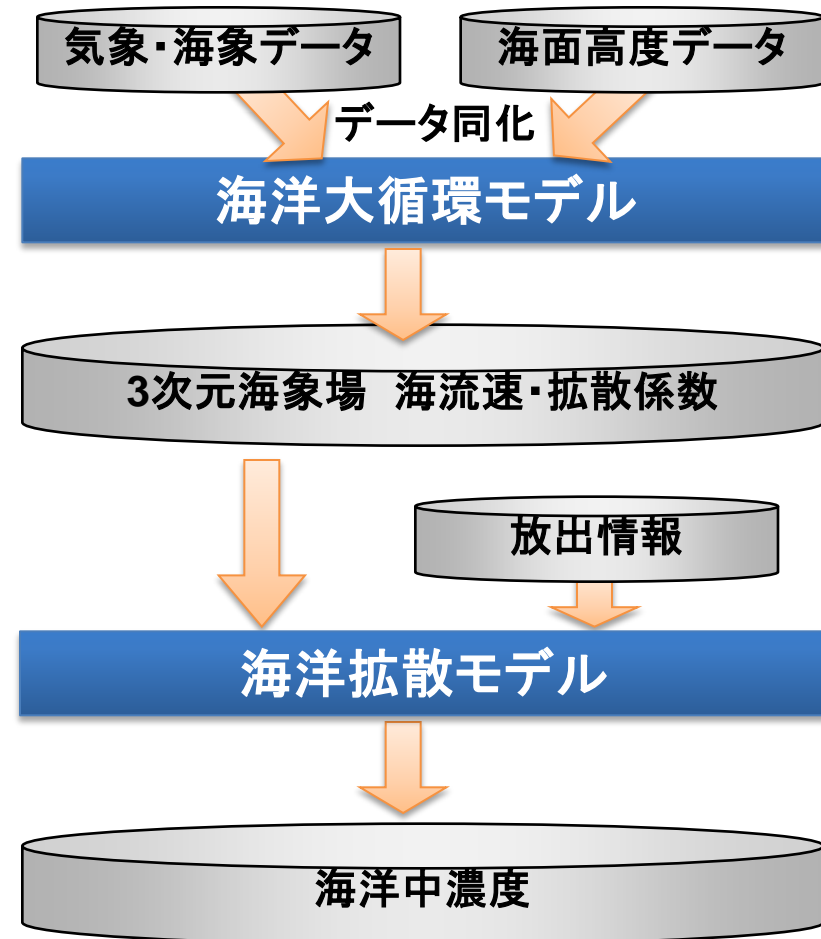 気象・海象データ
海面高度データ
データ同化
海洋大循環モデル
3次元海象場　海流速・拡散係数
放出情報
海洋拡散モデル
海洋中濃度